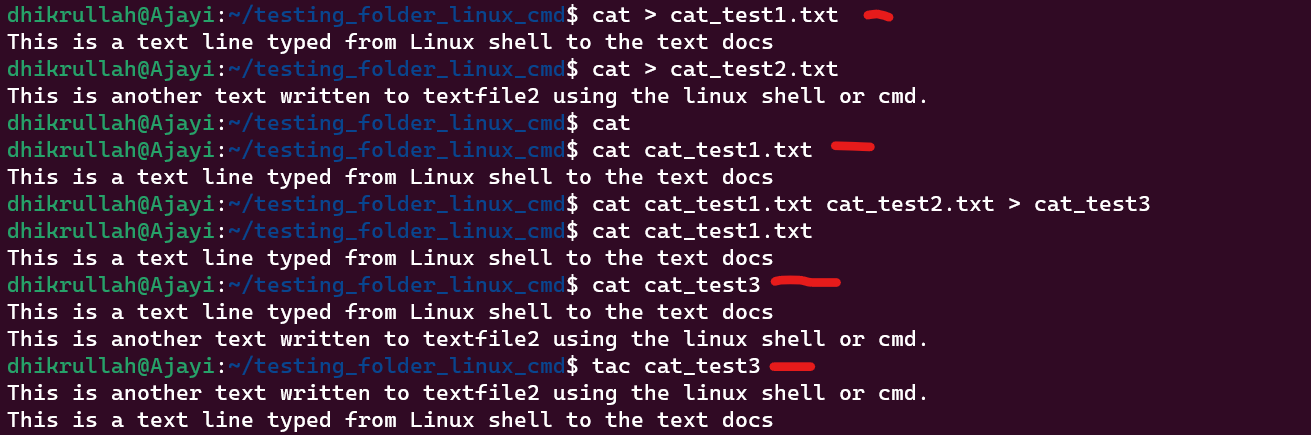 dhikrullah@Ajayi:~/testing_folder_linux_cmd$ cat > cat_test1.txt
This is a text line typed from Linux shell to the text docs
dhikrullah@Ajayi:~/testing_folder_linux_cmd$ cat > cat_test2.txt
This is another text written to textfile2 using the linux shell or cmd.
dhikrullah@Ajayi:~/testing_folder_linux_cmd$ cat
dhikrullah@Ajayi:~/testing_folder_linux_cmd$ cat cat_test1.txt
This is a text line typed from Linux shell to the text docs
dhikrullah@Ajayi:~/testing_folder_linux_cmd$ cat cat_test1.txt cat_test2.txt > cat_test3
dhikrullah@Ajayi:~/testing_folder_linux_cmd$ cat cat_test1.txt
This is a text line typed from Linux shell to the text docs
dhikrullah@Ajayi:~/testing_folder_linux_cmd$ cat cat_test3
This is a text line typed from Linux shell to the text docs
This is another text written to textfile2 using the linux shell or cmd.
dhikrullah@Ajayi:~/testing_folder_linux_cmd$ tac cat_test3
This is another text written to textfile2 using the linux shell or cmd.
This is a text line typed from Linux shell to the text docs